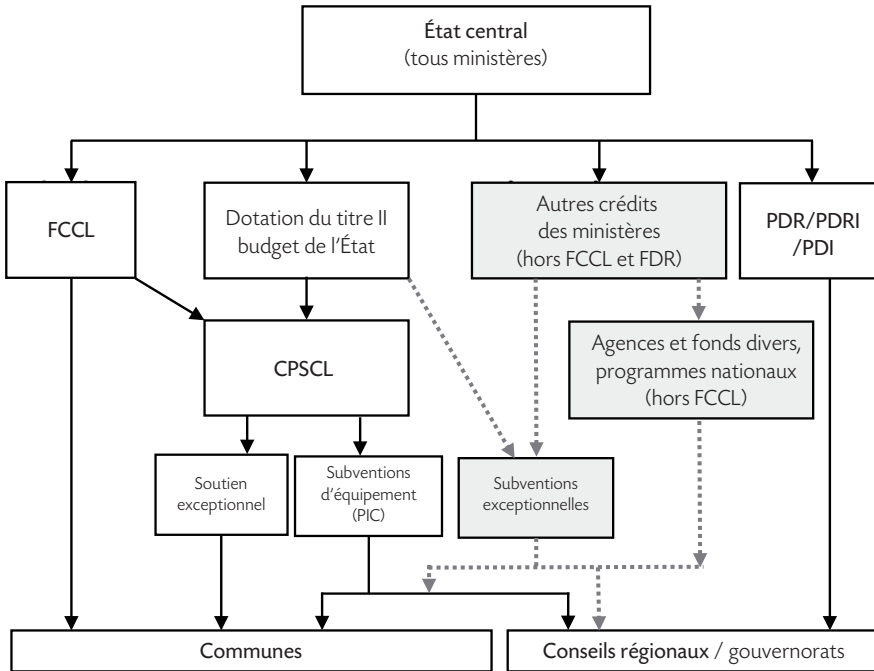 État central
(tous ministères)
FCCL
Dotation du titre II
budget de l'État
Autres crédits
des ministères
(hors FCCL et FDR)
PDR/PDRI
/PDI
CPSCL
Agences et fonds divers,
programmes nationaux
(hors FCCL)
Soutien
exceptionnel
Subventions
d'équipement
(PIC)
Subventions
exceptionnelles
Communes
Conseils régionaux / gouvernorats